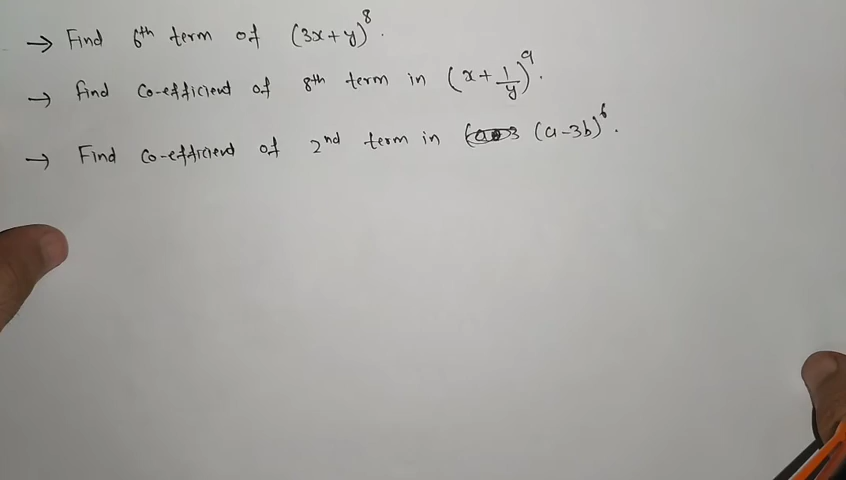 → Find 6th term of (3x+y)^8.
→ Find co-efficient of 8th term in (x+1/y)^9.
→ Find co-efficient of 2nd term in (a-3b)^6.